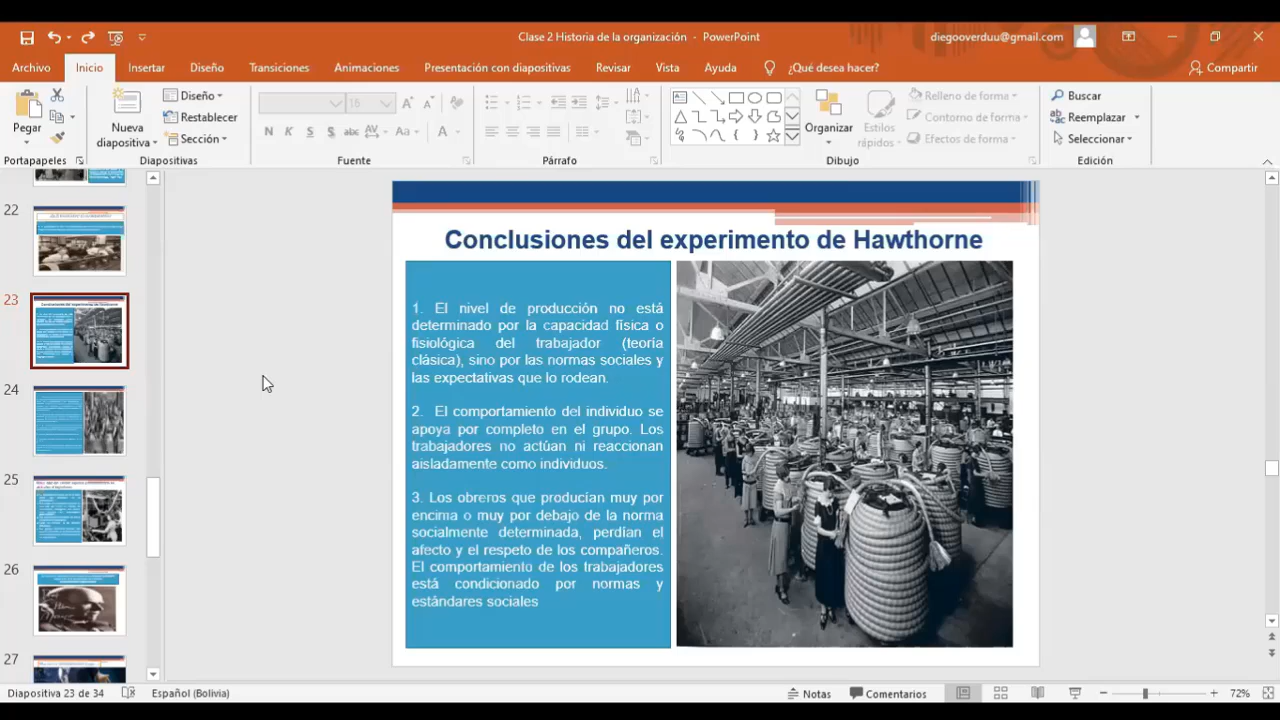 Clase 2 Historia de la organización - PowerPoint
diegooverduu@gmail.com
Archivo Inicio Insertar Diseño Transiciones Animaciones Presentación con diapositivas Revisar Vista Ayuda ¿Qué desea hacer? Compartir
Pegar
Nueva diapositiva
Diseño
Restablecer
Sección
16
N K S S abc AV Aa A
Organizar
Estilos rápidos
Relleno de forma
Contorno de forma
Efectos de forma
Buscar
Reemplazar
Seleccionar
Portapapeles Diapositivas Fuente Párrafo Dibujo Edición
22
23
24
25
26
27
Conclusiones del experimento de Hawthorne
1. El nivel de producción no está
determinado por la capacidad física o
fisiológica del trabajador (teoría
clásica), sino por las normas sociales y
las expectativas que lo rodean.
2. El comportamiento del individuo se
apoya por completo en el grupo. Los
trabajadores no actúan ni reaccionan
aisladamente como individuos.
3. Los obreros que producían muy por
encima o muy por debajo de la norma
socialmente determinada, perdían el
afecto y el respeto de los compañeros.
El comportamiento de los trabajadores
está condicionado por normas y
estándares sociales
Diapositiva 23 de 34 Español (Bolivia) Notas Comentarios 72%